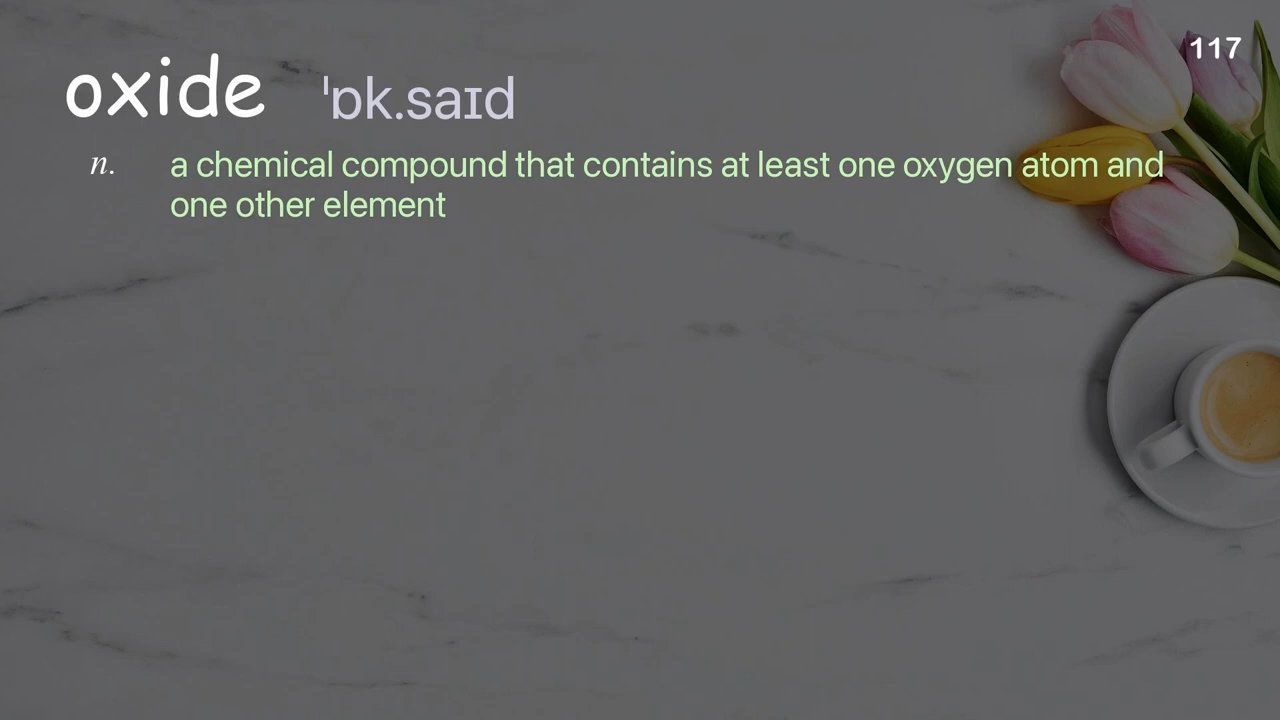 117
oxide ˈɒk.saɪd
n. a chemical compound that contains at least one oxygen atom and
one other element